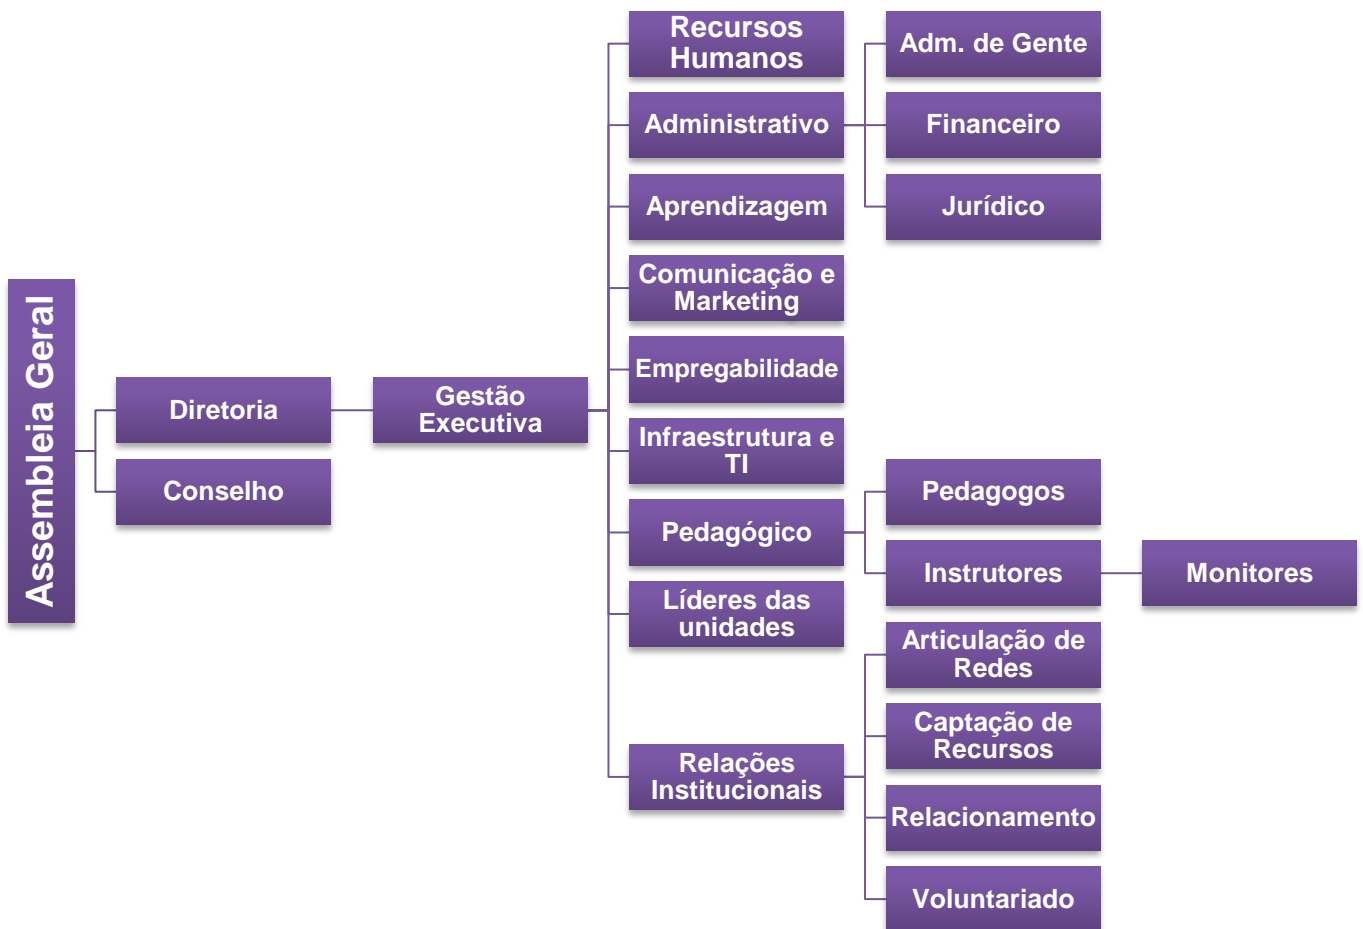 Assembleia Geral
Diretoria
Conselho
Gestão
Executiva
Recursos
Humanos
Administrativo
Aprendizagem
Comunicação e
Marketing
Empregabilidade
Infraestrutura e
TI
Pedagógico
Líderes das
unidades
Relações
Institucionais
Adm. de Gente
Financeiro
Jurídico
Pedagogos
Instrutores
Articulação de
Redes
Captação de
Recursos
Relacionamento
Voluntariado
Monitores